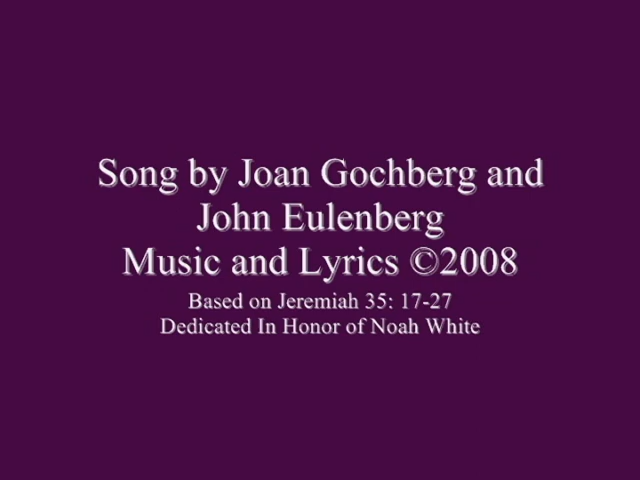 Song by Joan Gochberg and
John Eulenberg
Music and Lyrics ©2008
Based on Jeremiah 35: 17-27
Dedicated In Honor of Noah White